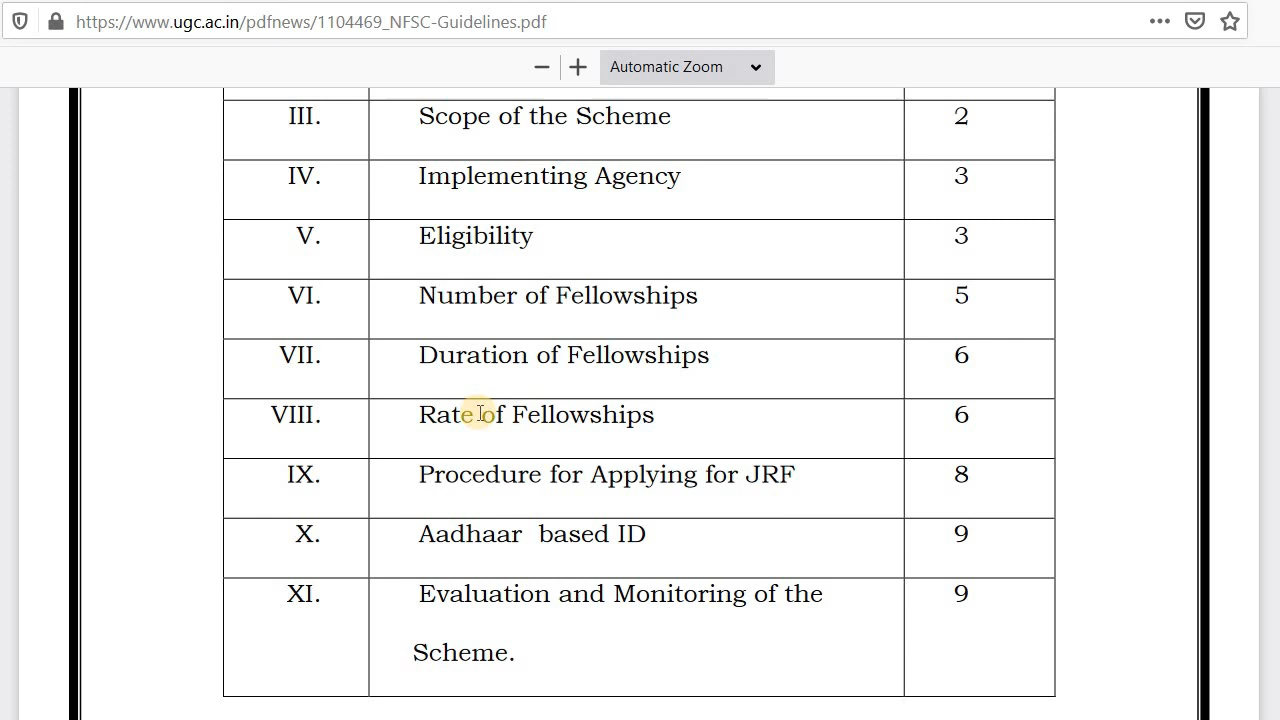 https://www.ugc.ac.in/pdfnews/1104469_NFSC-Guidelines.pdf
Automatic Zoom
III. Scope of the Scheme 2
IV. Implementing Agency 3
V. Eligibility 3
VI. Number of Fellowships 5
VII. Duration of Fellowships 6
VIII. Rate of Fellowships 6
IX. Procedure for Applying for JRF 8
X. Aadhaar based ID 9
XI. Evaluation and Monitoring of the 9
Scheme.